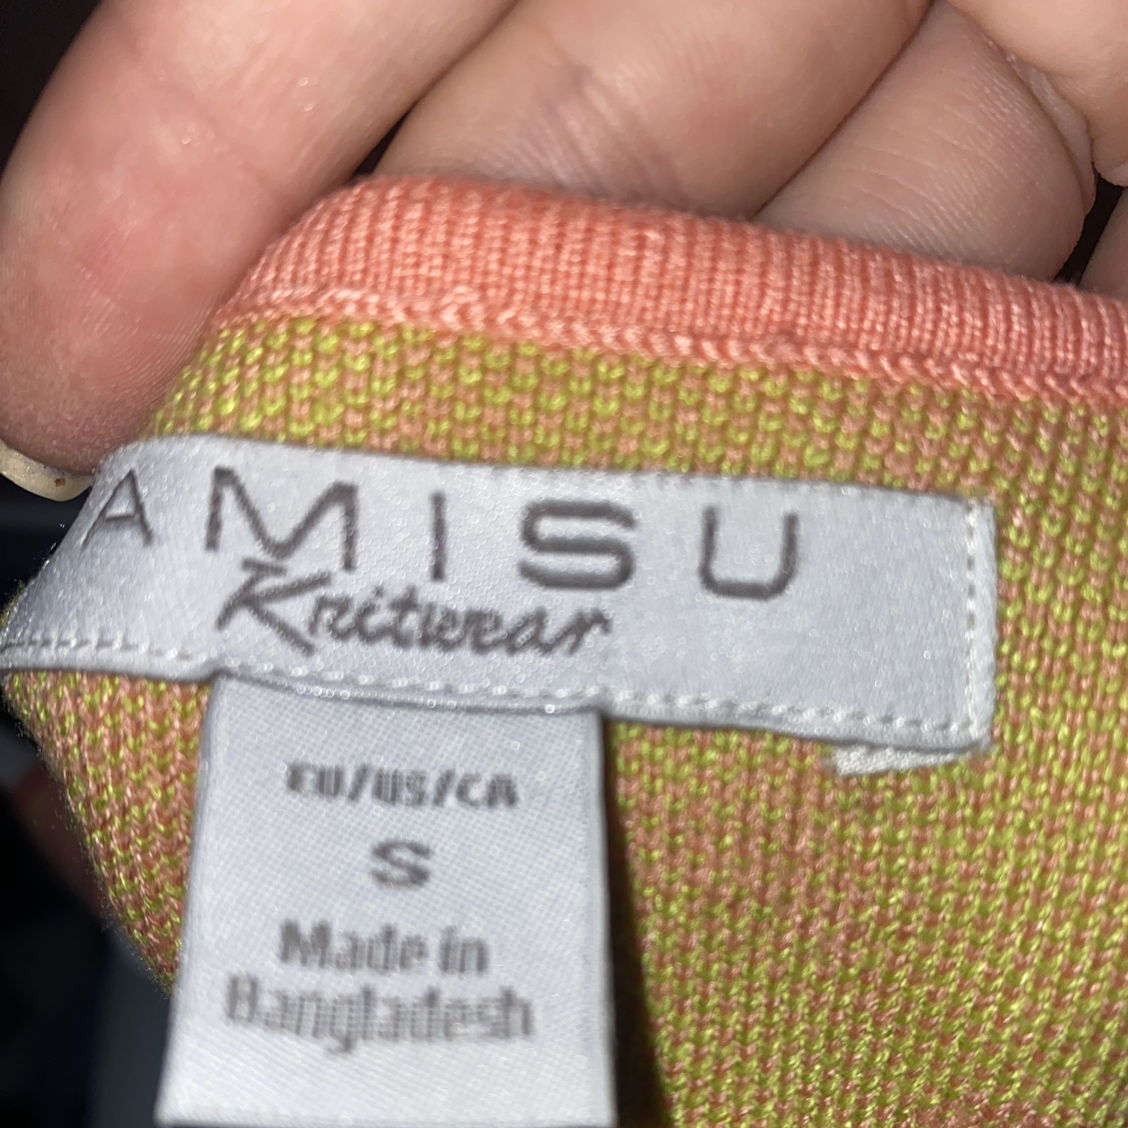 AMISU
Knitwear
EU/US/CA
S
Made in
Bangladesh